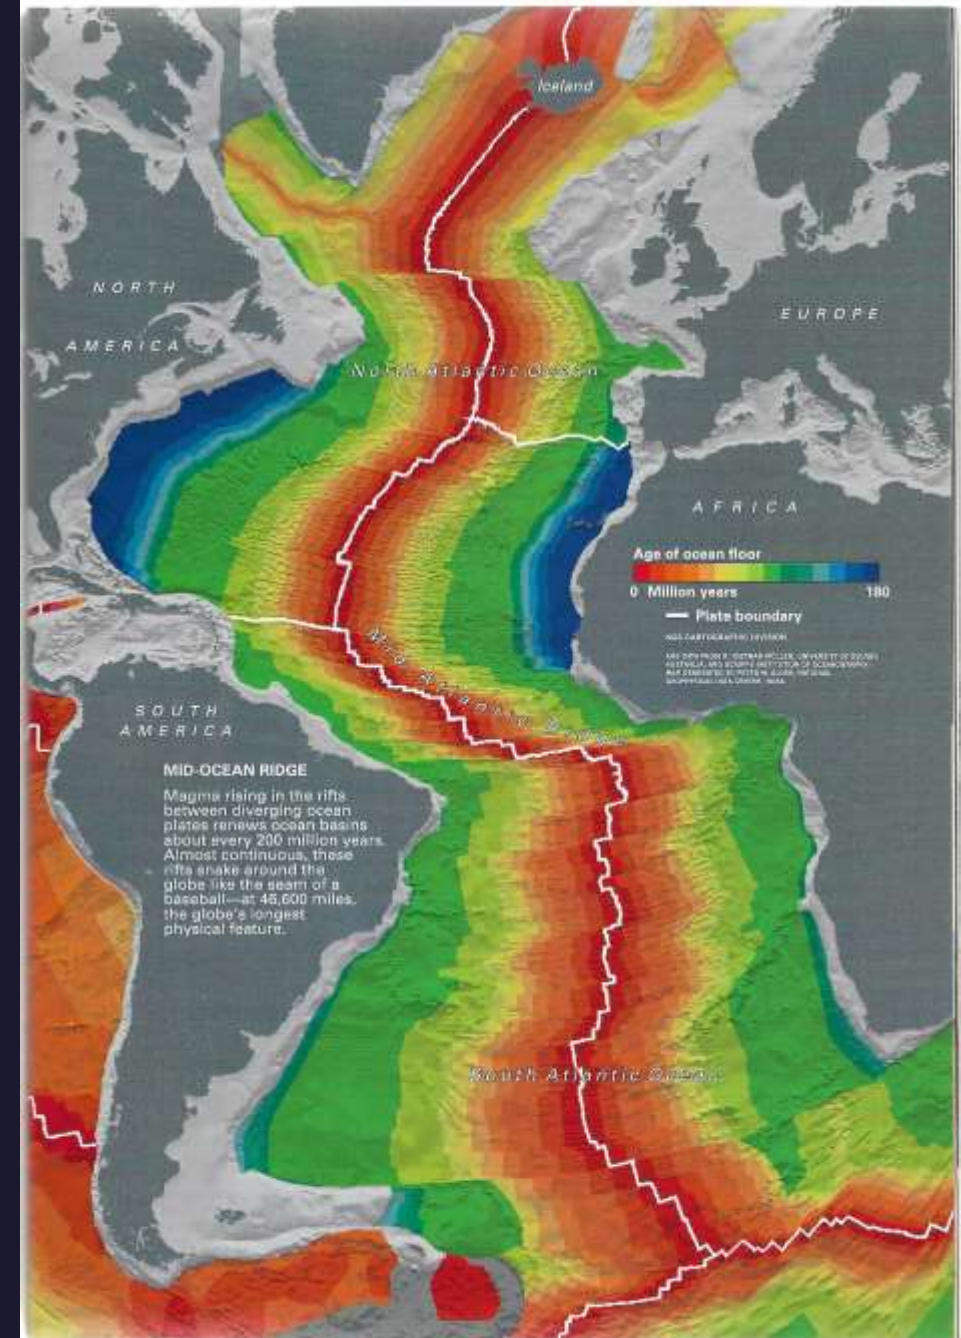 Iceland
NORTH
AMERICA
EUROPE
North Atlantic Ocean
AFRICA
Age of ocean floor
0 Million years 180
Plate boundary
NGS CARTOGRAPHIC DIVISION
Mid-Atlantic Ridge
SOUTH
AMERICA
MID-OCEAN RIDGE
Magma rising in the rifts
between diverging ocean
plates renews ocean basins
about every 200 million years.
Almost continuous, these
rifts snake around the
globe like the seam of a
baseball—at 46,600 miles,
the globe's longest
physical feature.
South Atlantic Ocean